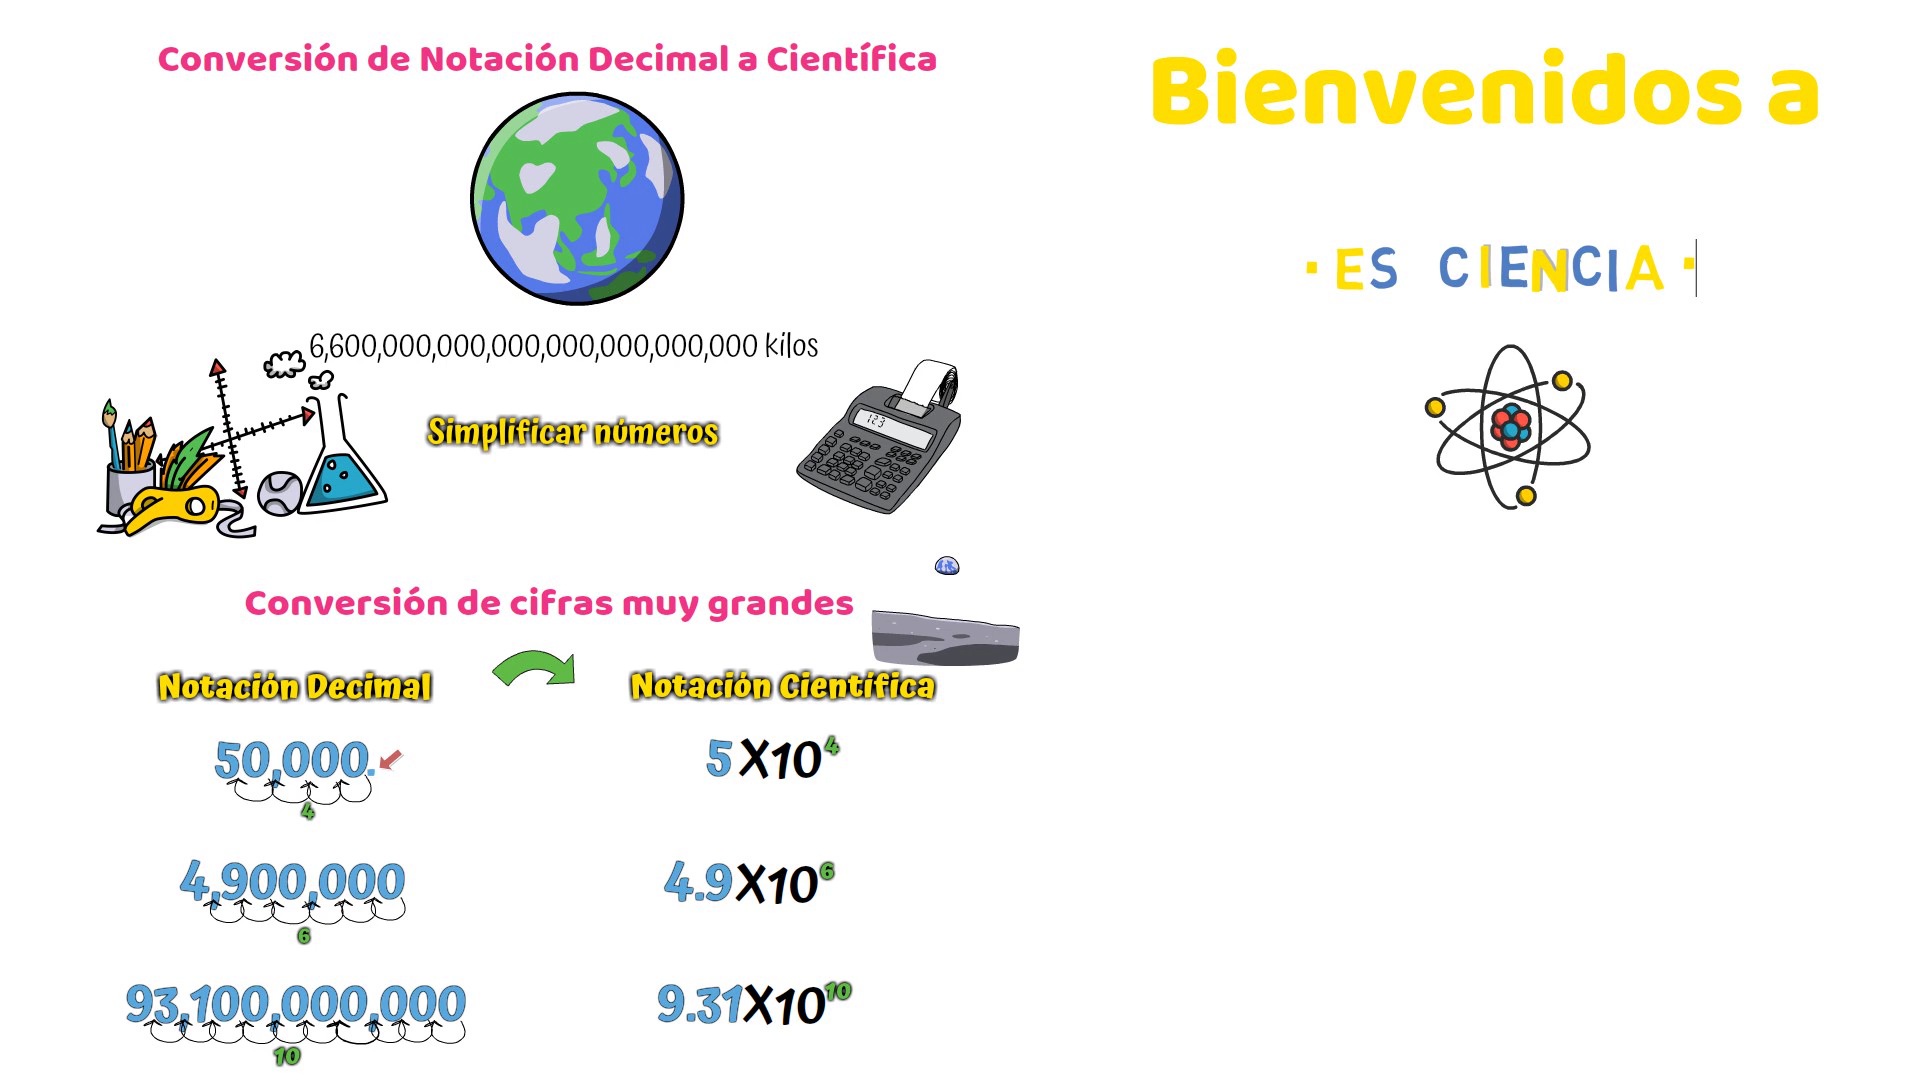 Conversión de Notación Decimal a Científica
6,600,000,000,000,000,000,000,000 kilos
Simplificar números
123
Conversión de cifras muy grandes
Notación Decimal
Notación Científica
50,000.
4
5X10⁴
4,900,000
6
4.9X10⁶
93,100,000,000
10
9.31X10¹⁰
Bienvenidos a
· ES CIENCIA ·